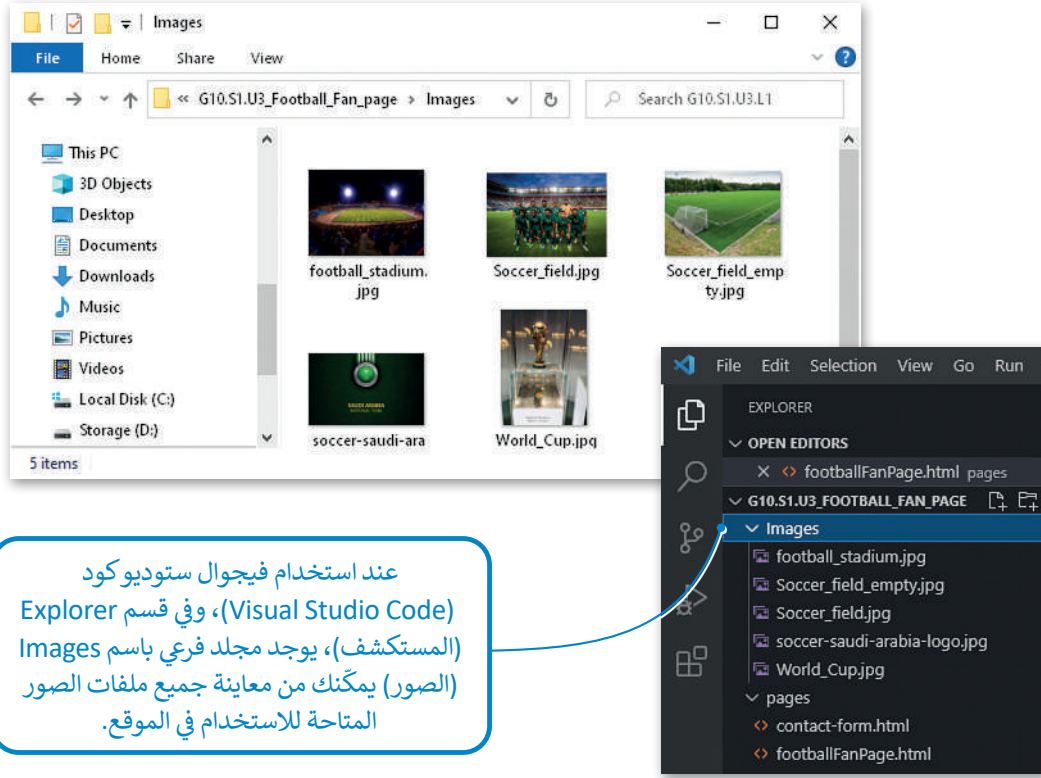 Images
File Home Share View
« G10.S1.U3_Football_Fan_page > Images
Search G10.S1.U3.L1
This PC
3D Objects
Desktop
Documents
Downloads
Music
Pictures
Videos
Local Disk (C:)
Storage (D:)
football_stadium.
jpg
Soccer_field.jpg
Soccer_field_emp
ty.jpg
SAUDI ARABIA
soccer-saudi-ara
World_Cup.jpg
5 items
File Edit Selection View Go Run
EXPLORER
OPEN EDITORS
footballFanPage.html pages
G10.S1.U3_FOOTBALL_FAN_PAGE
Images
football_stadium.jpg
Soccer_field_empty.jpg
Soccer_field.jpg
soccer-saudi-arabia-logo.jpg
World_Cup.jpg
pages
contact-form.html
footballFanPage.html
عند استخدام فيجوال ستوديو كود
(Visual Studio Code)، وفي قسم Explorer
(المستكشف)، يوجد مجلد فرعي باسم Images
(الصور) يمكّنك من معاينة جميع ملفات الصور
المتاحة للاستخدام في الموقع.